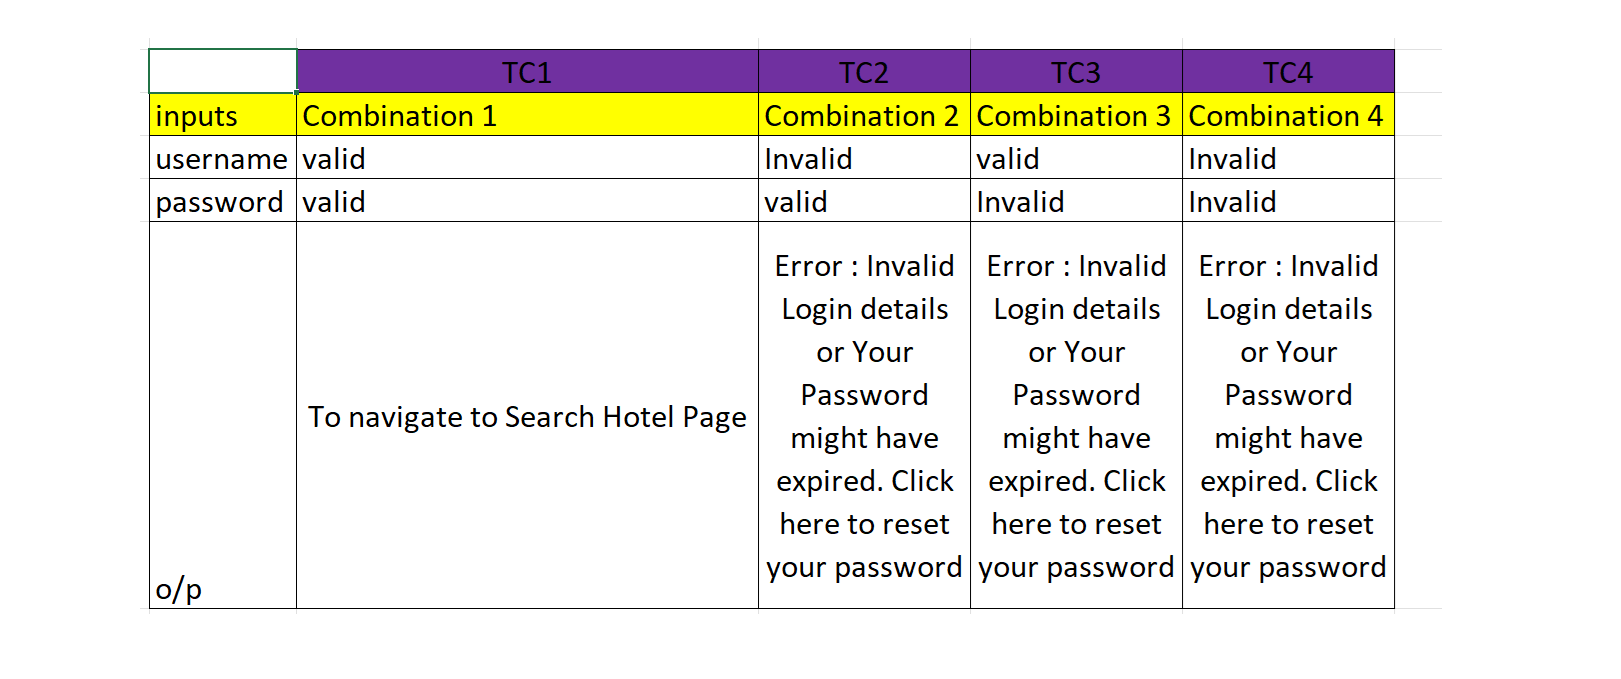 TC1 TC2 TC3 TC4
inputs Combination 1 Combination 2 Combination 3 Combination 4
username valid Invalid valid Invalid
password valid valid Invalid Invalid
o/p
To navigate to Search Hotel Page
Error : Invalid
Login details
or Your
Password
might have
expired. Click
here to reset
your password
Error : Invalid
Login details
or Your
Password
might have
expired. Click
here to reset
your password
Error : Invalid
Login details
or Your
Password
might have
expired. Click
here to reset
your password